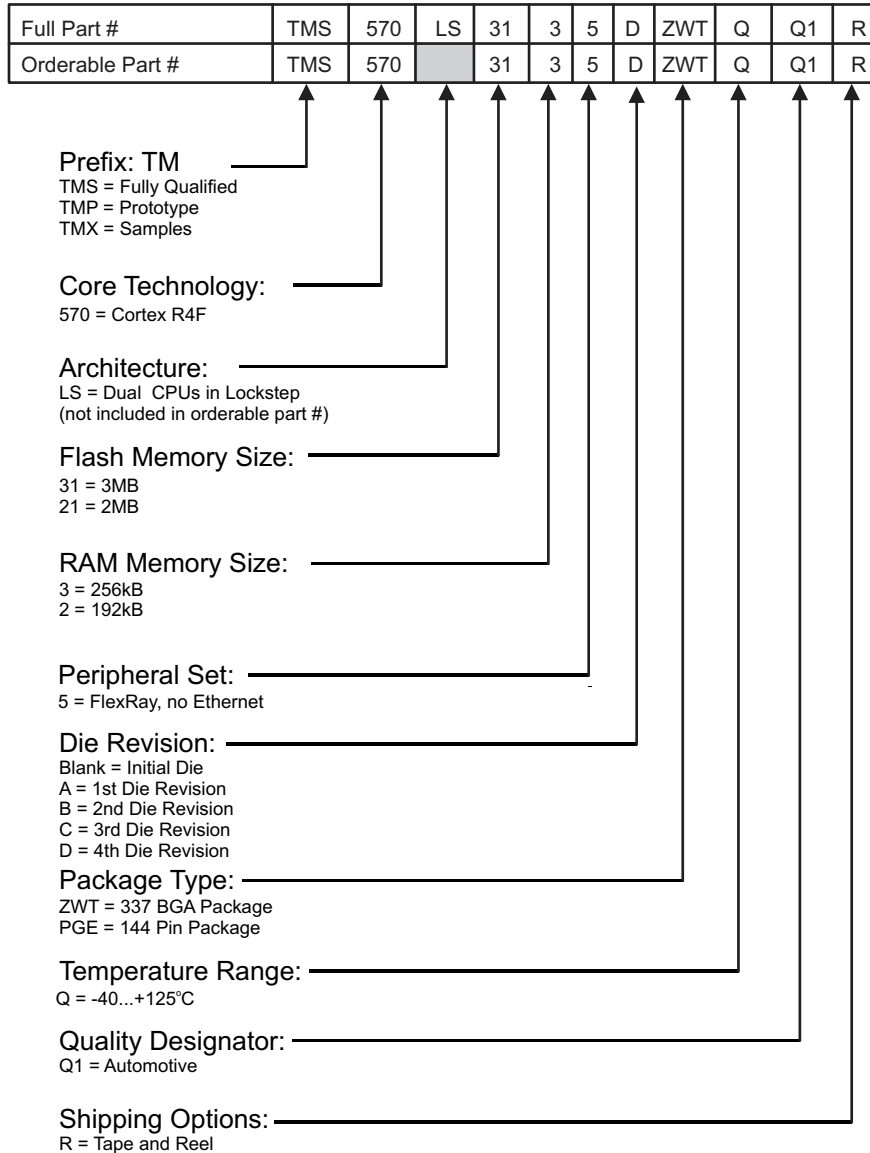 Full Part # TMS 570 LS 31 3 5 D ZWT Q Q1 R
Orderable Part # TMS 570 31 3 5 D ZWT Q Q1 R
Prefix: TM
TMS = Fully Qualified
TMP = Prototype
TMX = Samples
Core Technology:
570 = Cortex R4F
Architecture:
LS = Dual CPUs in Lockstep
(not included in orderable part #)
Flash Memory Size:
31 = 3MB
21 = 2MB
RAM Memory Size:
3 = 256kB
2 = 192kB
Peripheral Set:
5 = FlexRay, no Ethernet
Die Revision:
Blank = Initial Die
A = 1st Die Revision
B = 2nd Die Revision
C = 3rd Die Revision
D = 4th Die Revision
Package Type:
ZWT = 337 BGA Package
PGE = 144 Pin Package
Temperature Range:
Q = -40...+125°C
Quality Designator:
Q1 = Automotive
Shipping Options:
R = Tape and Reel